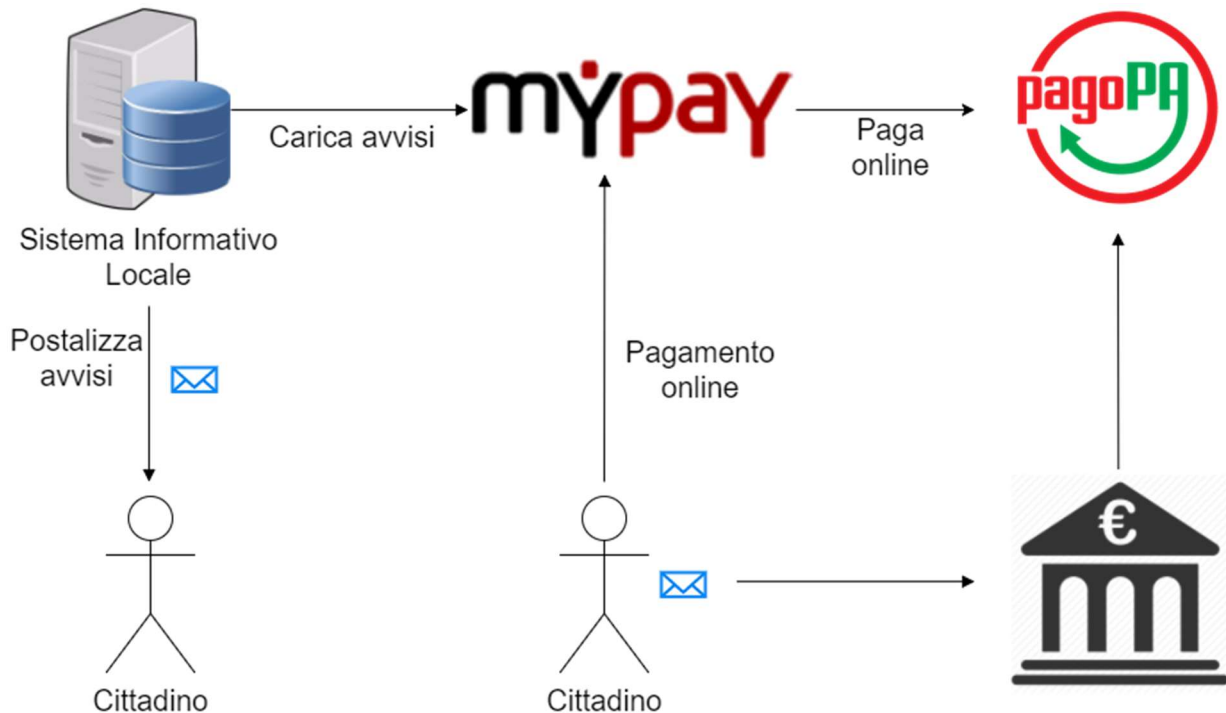 mypay
pagoPA
Carica avvisi
Paga
online
Sistema Informativo
Locale
Postalizza
avvisi
Pagamento
online
€
Cittadino
Cittadino